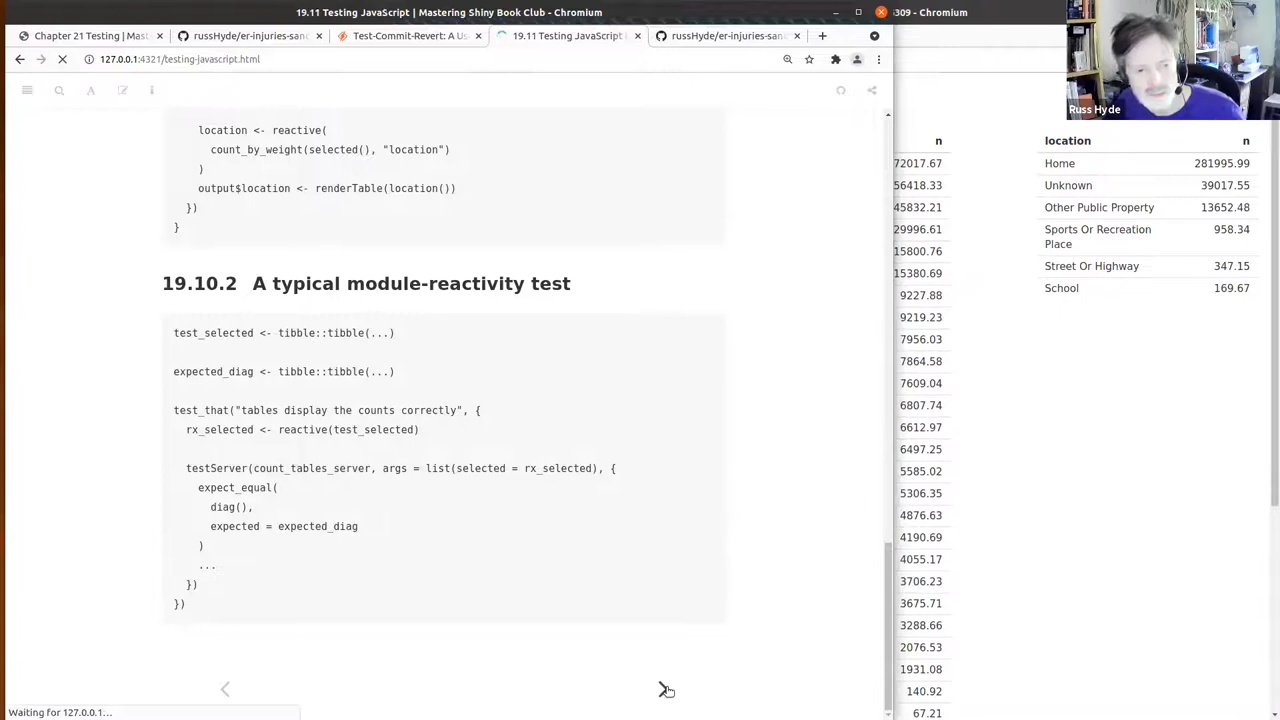 19.11 Testing JavaScript | Mastering Shiny Book Club - Chromium
309 - Chromium
Chapter 21 Testing | Mast
russHyde/er-injuries-sand
Test-Commit-Revert: A Us
19.11 Testing JavaScript |
russHyde/er-injuries-sand
127.0.0.1:4321/testing-javascript.html
Russ Hyde
location <- reactive(
count_by_weight(selected(), "location")
)
output$location <- renderTable(location())
})
}
19.10.2 A typical module-reactivity test
test_selected <- tibble::tibble(...)
expected_diag <- tibble::tibble(...)
test_that("tables display the counts correctly", {
rx_selected <- reactive(test_selected)
testServer(count_tables_server, args = list(selected = rx_selected), {
expect_equal(
diag(),
expected = expected_diag
)
...
})
})
Waiting for 127.0.0.1...
n
72017.67
56418.33
45832.21
29996.61
15800.76
15380.69
9227.88
9219.23
7956.03
7864.58
7609.04
6807.74
6612.97
6497.25
5585.02
5306.35
4876.63
4190.69
4055.17
3706.23
3675.71
3288.66
2076.53
1931.08
140.92
67.21
location n
Home 281995.99
Unknown 39017.55
Other Public Property 13652.48
Sports Or Recreation
Place 958.34
Street Or Highway 347.15
School 169.67